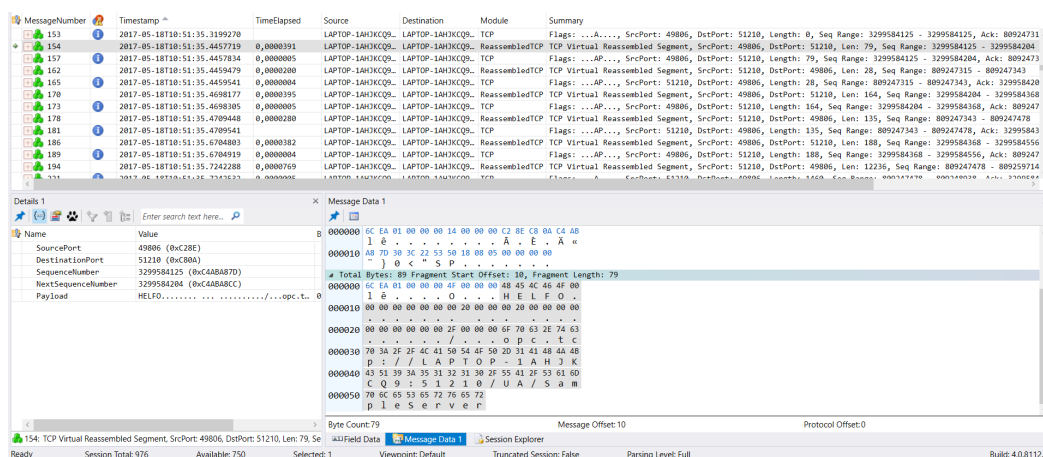 MessageNumber Timestamp TimeElapsed Source Destination Module Summary
153 2017-05-18T10:51:35.3199270 LAPTOP-1AHJKCQ9… LAPTOP-1AHJKCQ9… TCP Flags: ...A...., SrcPort: 49806, DstPort: 51210, Length: 0, Seq Range: 3299584125 - 3299584125, Ack: 80924731
154 2017-05-18T10:51:35.4457719 0,0000391 LAPTOP-1AHJKCQ9… LAPTOP-1AHJKCQ9… ReassembledTCP TCP Virtual Reassembled Segment, SrcPort: 49806, DstPort: 51210, Len: 79, Seq Range: 3299584125 - 3299584204
157 2017-05-18T10:51:35.4457834 0,0000005 LAPTOP-1AHJKCQ9… LAPTOP-1AHJKCQ9… TCP Flags: ...AP..., SrcPort: 49806, DstPort: 51210, Length: 79, Seq Range: 3299584125 - 3299584204, Ack: 8092473
162 2017-05-18T10:51:35.4459479 0,0000200 LAPTOP-1AHJKCQ9… LAPTOP-1AHJKCQ9… ReassembledTCP TCP Virtual Reassembled Segment, SrcPort: 51210, DstPort: 49806, Len: 28, Seq Range: 809247315 - 809247343
165 2017-05-18T10:51:35.4459541 0,0000004 LAPTOP-1AHJKCQ9… LAPTOP-1AHJKCQ9… TCP Flags: ...AP..., SrcPort: 51210, DstPort: 49806, Length: 28, Seq Range: 809247315 - 809247343, Ack: 329958420
170 2017-05-18T10:51:35.4698177 0,0000395 LAPTOP-1AHJKCQ9… LAPTOP-1AHJKCQ9… ReassembledTCP TCP Virtual Reassembled Segment, SrcPort: 49806, DstPort: 51210, Len: 164, Seq Range: 3299584204 - 3299584368
173 2017-05-18T10:51:35.4698305 0,0000005 LAPTOP-1AHJKCQ9… LAPTOP-1AHJKCQ9… TCP Flags: ...AP..., SrcPort: 49806, DstPort: 51210, Length: 164, Seq Range: 3299584204 - 3299584368, Ack: 809247
178 2017-05-18T10:51:35.4709448 0,0000280 LAPTOP-1AHJKCQ9… LAPTOP-1AHJKCQ9… ReassembledTCP TCP Virtual Reassembled Segment, SrcPort: 51210, DstPort: 49806, Len: 135, Seq Range: 809247343 - 809247478
181 2017-05-18T10:51:35.4709541 LAPTOP-1AHJKCQ9… LAPTOP-1AHJKCQ9… TCP Flags: ...AP..., SrcPort: 51210, DstPort: 49806, Length: 135, Seq Range: 809247343 - 809247478, Ack: 32995843
186 2017-05-18T10:51:35.6704803 0,0000382 LAPTOP-1AHJKCQ9… LAPTOP-1AHJKCQ9… ReassembledTCP TCP Virtual Reassembled Segment, SrcPort: 49806, DstPort: 51210, Len: 188, Seq Range: 3299584368 - 3299584556
189 2017-05-18T10:51:35.6704919 0,0000004 LAPTOP-1AHJKCQ9… LAPTOP-1AHJKCQ9… TCP Flags: ...AP..., SrcPort: 49806, DstPort: 51210, Length: 188, Seq Range: 3299584368 - 3299584556, Ack: 809247
194 2017-05-18T10:51:35.7242288 0,0000769 LAPTOP-1AHJKCQ9… LAPTOP-1AHJKCQ9… ReassembledTCP TCP Virtual Reassembled Segment, SrcPort: 51210, DstPort: 49806, Len: 12236, Seq Range: 809247478 - 809259714
Details 1
Enter search text here...
Name Value B
SourcePort 49806 (0xC28E)
DestinationPort 51210 (0xC80A)
SequenceNumber 3299584125 (0xC4ABA87D)
NextSequenceNumber 3299584204 (0xC4ABA8CC)
Payload HELFO........ ... ............/...opc.t… 0
Message Data 1
000000 6C EA 01 00 00 00 14 00 00 00 C2 8E C8 0A C4 AB
l ê . . . . . . . . Â . È . Ä «
000010 A8 7D 30 3C 22 53 50 18 08 05 00 00 00 00
¨ } 0 < " S P . . . . . . .
Total Bytes: 89 Fragment Start Offset: 10, Fragment Length: 79
000000 6C EA 01 00 00 00 4F 00 00 00 48 45 4C 46 4F 00
l ê . . . . O . . . H E L F O .
000010 00 00 00 00 00 00 20 00 00 00 20 00 00 00 00
. . . . . . . . . . . . .
000020 00 00 00 00 00 00 2F 00 00 00 6F 70 63 2E 74 63
. . . . . . / . . . o p c . t c
000030 70 3A 2F 2F 4C 41 50 54 4F 50 2D 31 41 48 4A 4B
p : / / L A P T O P - 1 A H J K
000040 43 51 39 3A 35 31 32 31 30 2F 55 41 2F 53 61 6D
C Q 9 : 5 1 2 1 0 / U A / S a m
000050 70 6C 65 53 65 72 76 65 72
p l e S e r v e r
Byte Count:79 Message Offset:10 Protocol Offset:0
154: TCP Virtual Reassembled Segment, SrcPort: 49806, DstPort: 51210, Len: 79, Se
Field Data Message Data 1 Session Explorer
Ready Session Total: 976 Available: 750 Selected: 1 Viewpoint: Default Truncated Session: False Parsing Level: Full Build: 4.0.8112.